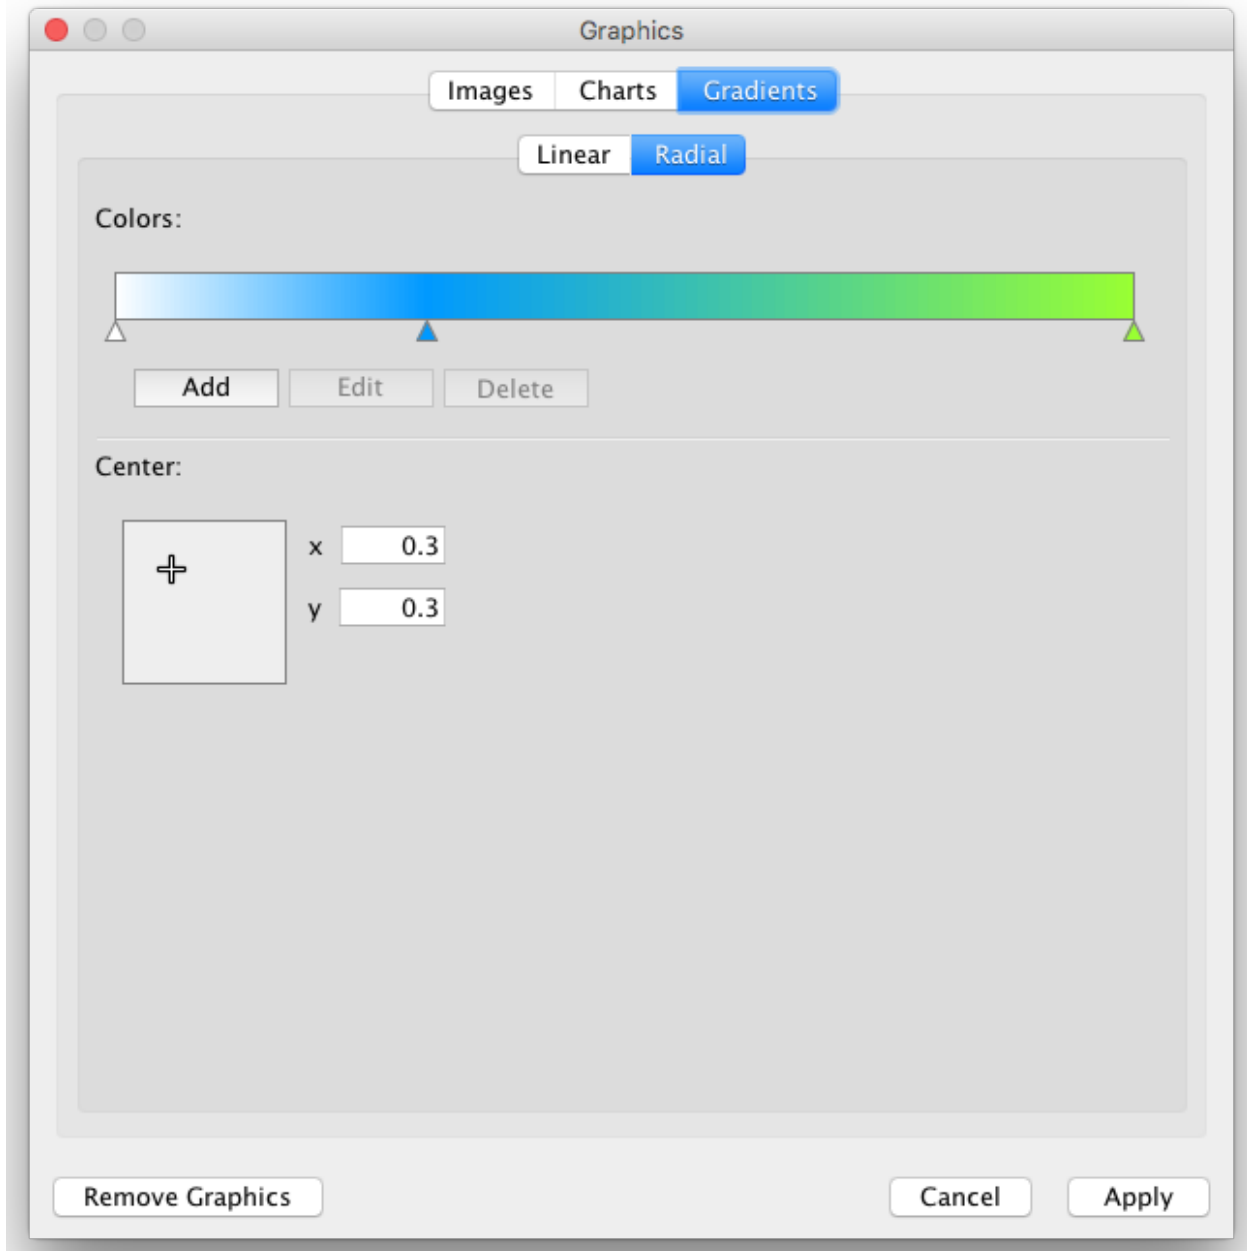 Graphics
Images Charts Gradients
Linear Radial
Colors:
Add Edit Delete
Center:
x 0.3
y 0.3
Remove Graphics Cancel Apply